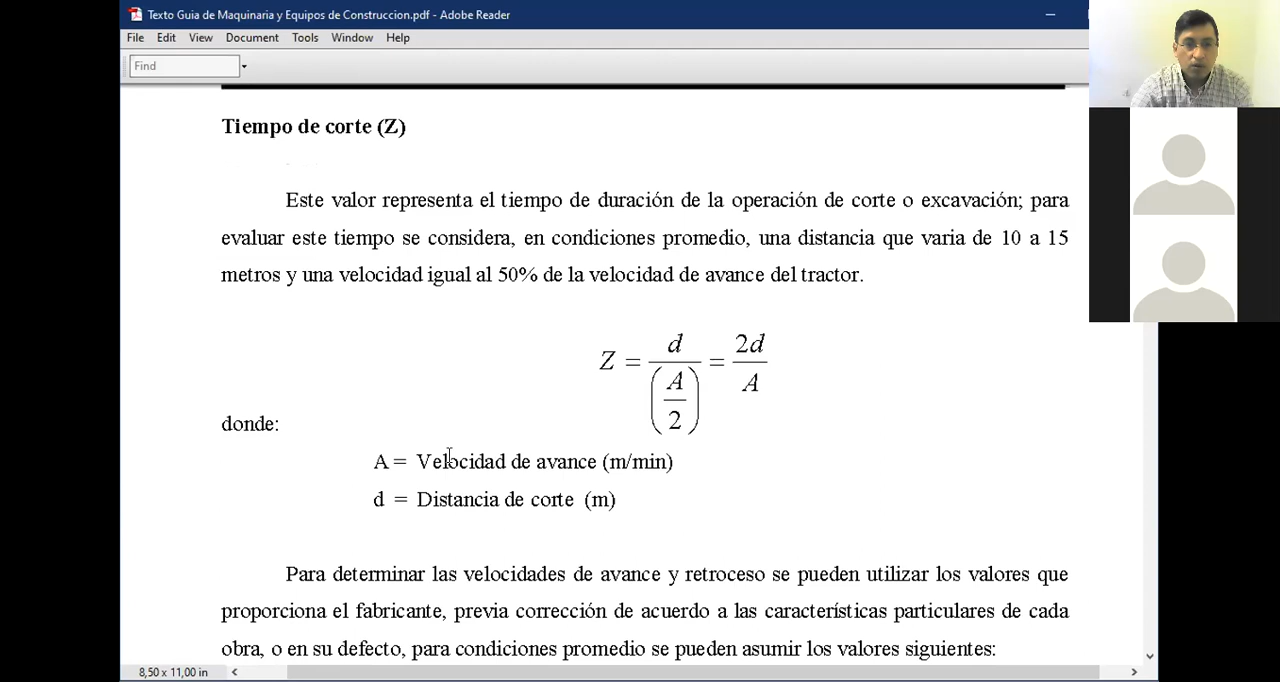 Texto Guia de Maquinaria y Equipos de Construccion.pdf - Adobe Reader
File Edit View Document Tools Window Help
Find
Tiempo de corte (Z)
Este valor representa el tiempo de duración de la operación de corte o excavación; para
evaluar este tiempo se considera, en condiciones promedio, una distancia que varia de 10 a 15
metros y una velocidad igual al 50% de la velocidad de avance del tractor.
Z = d / (A / 2) = 2d / A
donde:
A = Velocidad de avance (m/min)
d = Distancia de corte (m)
Para determinar las velocidades de avance y retroceso se pueden utilizar los valores que
proporciona el fabricante, previa corrección de acuerdo a las características particulares de cada
obra, o en su defecto, para condiciones promedio se pueden asumir los valores siguientes:
8,50 x 11,00 in